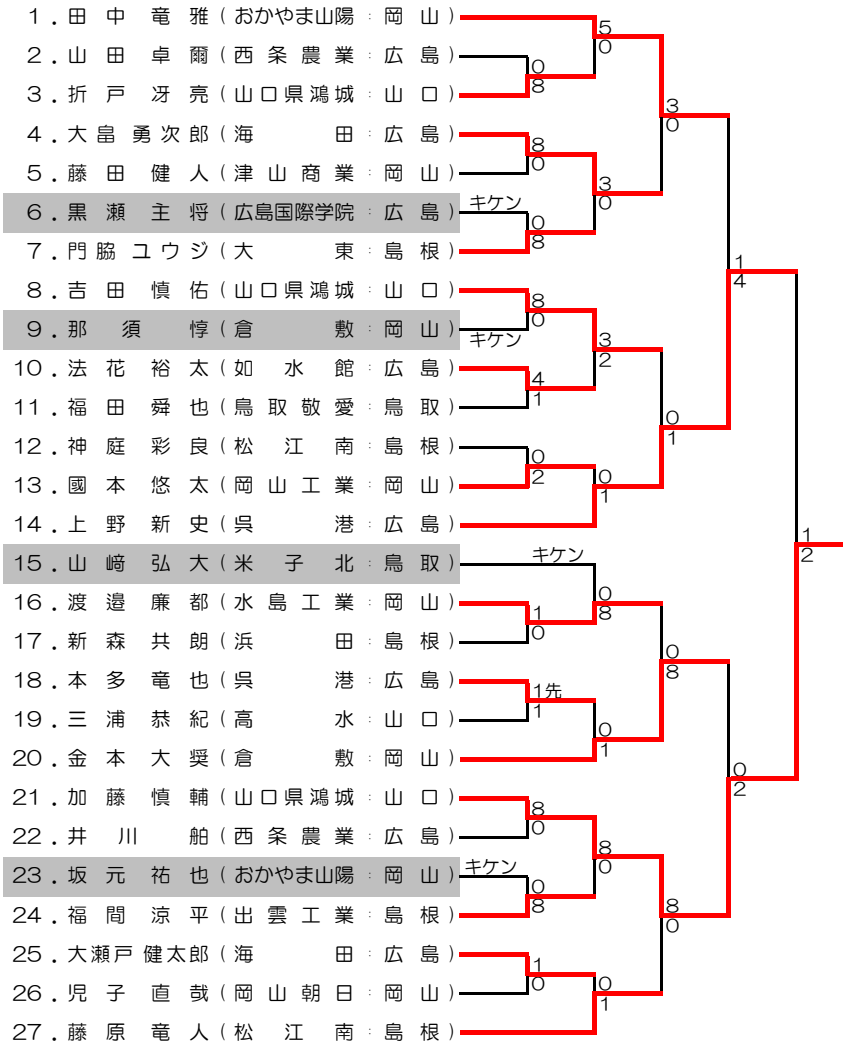 1.田中竜雅(おかやま山陽:岡山)
5
0
2.山田卓爾(西条農業:広島)
0
8
3.折戸冴亮(山口県鴻城:山口)
3
0
4.大畠勇次郎(海田:広島)
8
0
5.藤田健人(津山商業:岡山)
3
0
6.黒瀬主将(広島国際学院:広島)
キケン
0
8
7.門脇ユウジ(大東:島根)
1
4
8.吉田慎佑(山口県鴻城:山口)
8
0
9.那須惇(倉敷:岡山)
キケン
3
2
10.法花裕太(如水館:広島)
4
1
11.福田舜也(鳥取敬愛:鳥取)
0
1
12.神庭彩良(松江南:島根)
0
2
13.國本悠太(岡山工業:岡山)
0
1
14.上野新史(呉港:広島)
1
2
15.山﨑弘大(米子北:鳥取)
キケン
0
8
16.渡邉廉都(水島工業:岡山)
1
0
17.新森共朗(浜田:島根)
0
8
18.本多竜也(呉港:広島)
1先
1
19.三浦恭紀(高水:山口)
0
1
20.金本大奨(倉敷:岡山)
0
2
21.加藤慎輔(山口県鴻城:山口)
8
0
22.井川舶(西条農業:広島)
8
0
23.坂元祐也(おかやま山陽:岡山)
キケン
0
8
24.福間涼平(出雲工業:島根)
8
0
25.大瀬戸健太郎(海田:広島)
1
0
26.児子直哉(岡山朝日:岡山)
0
1
27.藤原竜人(松江南:島根)